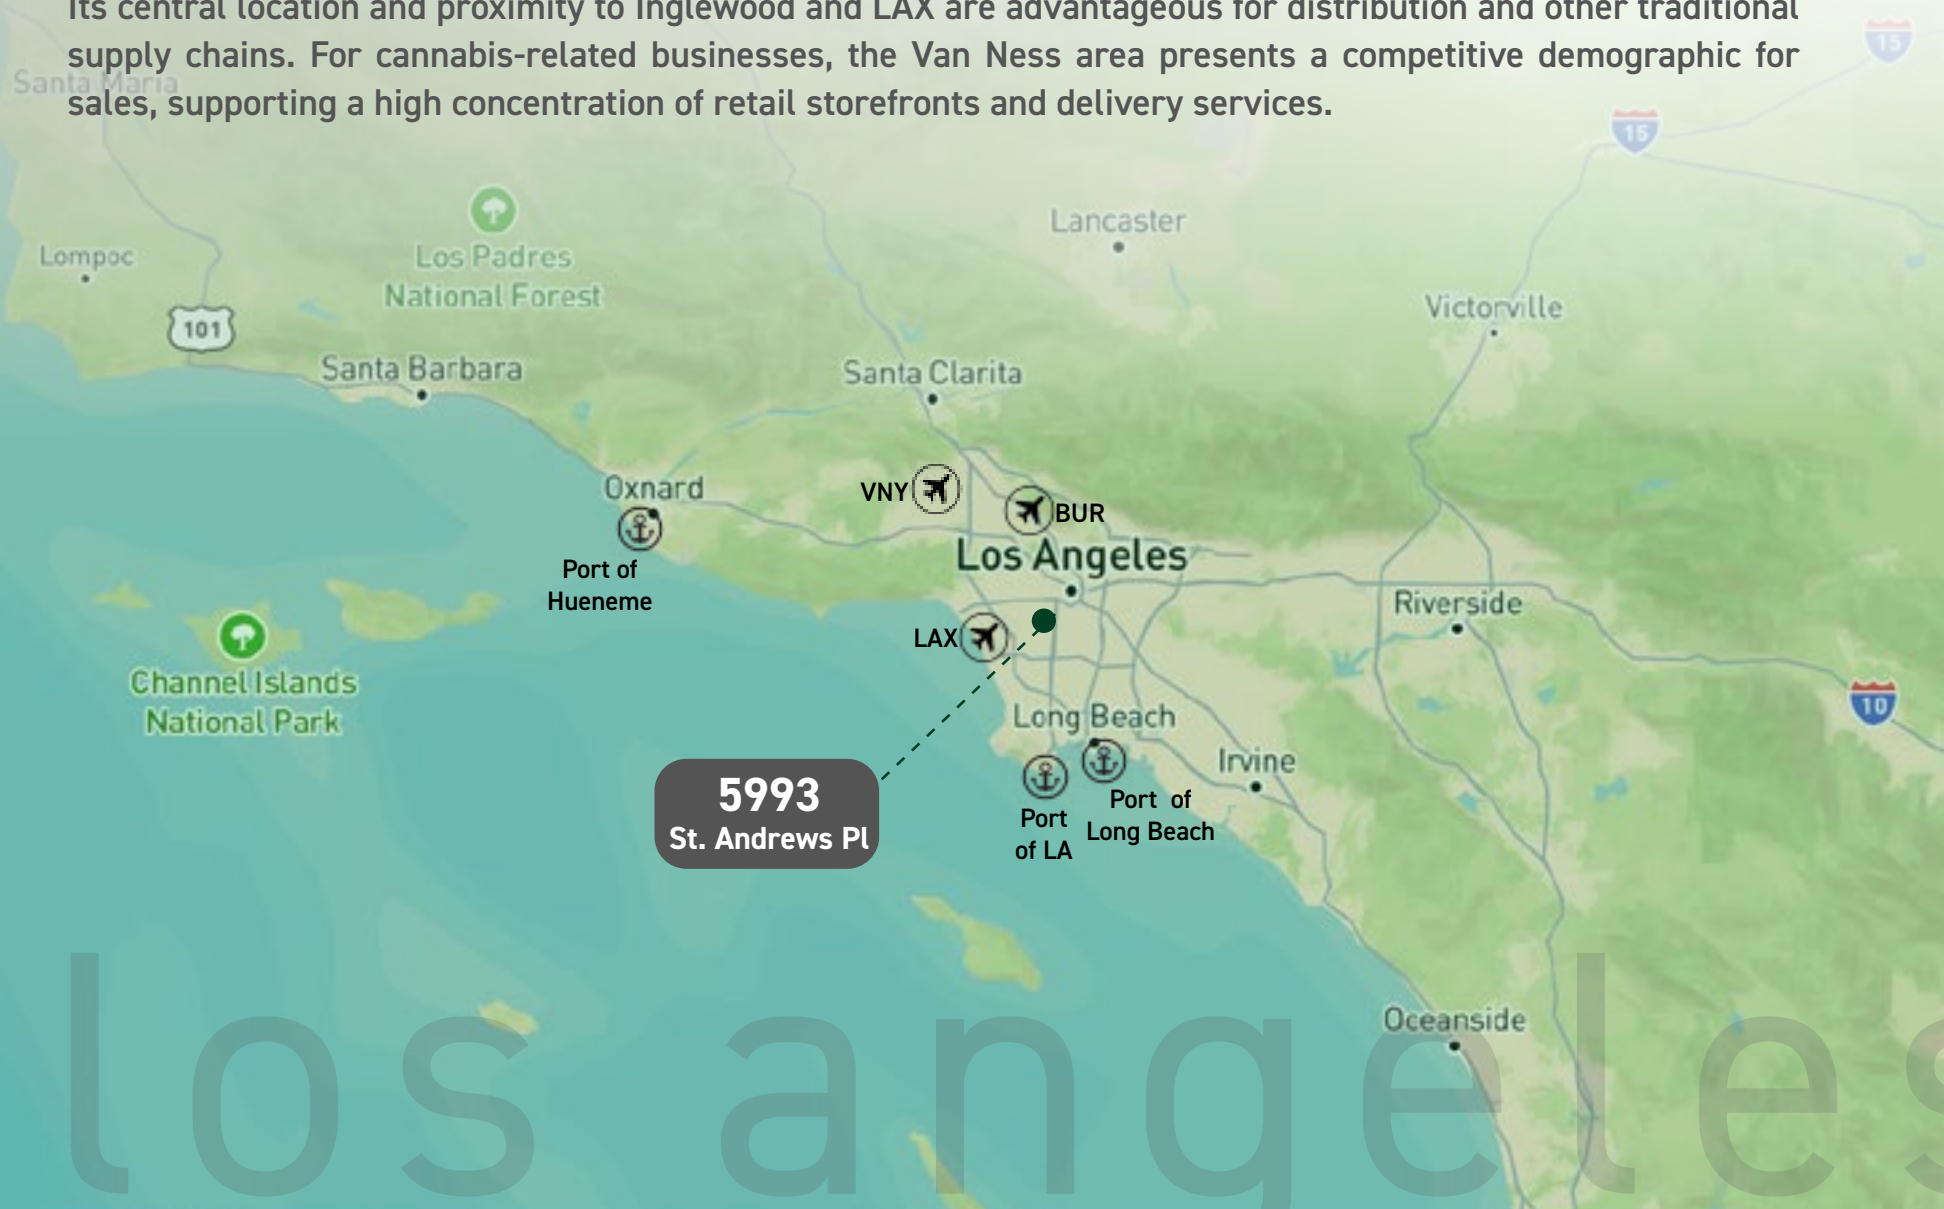 Its central location and proximity to Inglewood and LAX are advantageous for distribution and other traditional
supply chains. For cannabis-related businesses, the Van Ness area presents a competitive demographic for
sales, supporting a high concentration of retail storefronts and delivery services.
15
Santa Maria
15
Lancaster
Los Padres
National Forest
Lompoc
Victorville
101
Santa Barbara
Santa Clarita
Oxnard
VNY
BUR
Port of
Hueneme
Los Angeles
Riverside
LAX
Channel Islands
National Park
10
Long Beach
Irvine
5993
St. Andrews Pl
Port
of LA
Port of
Long Beach
Oceanside
los angeles